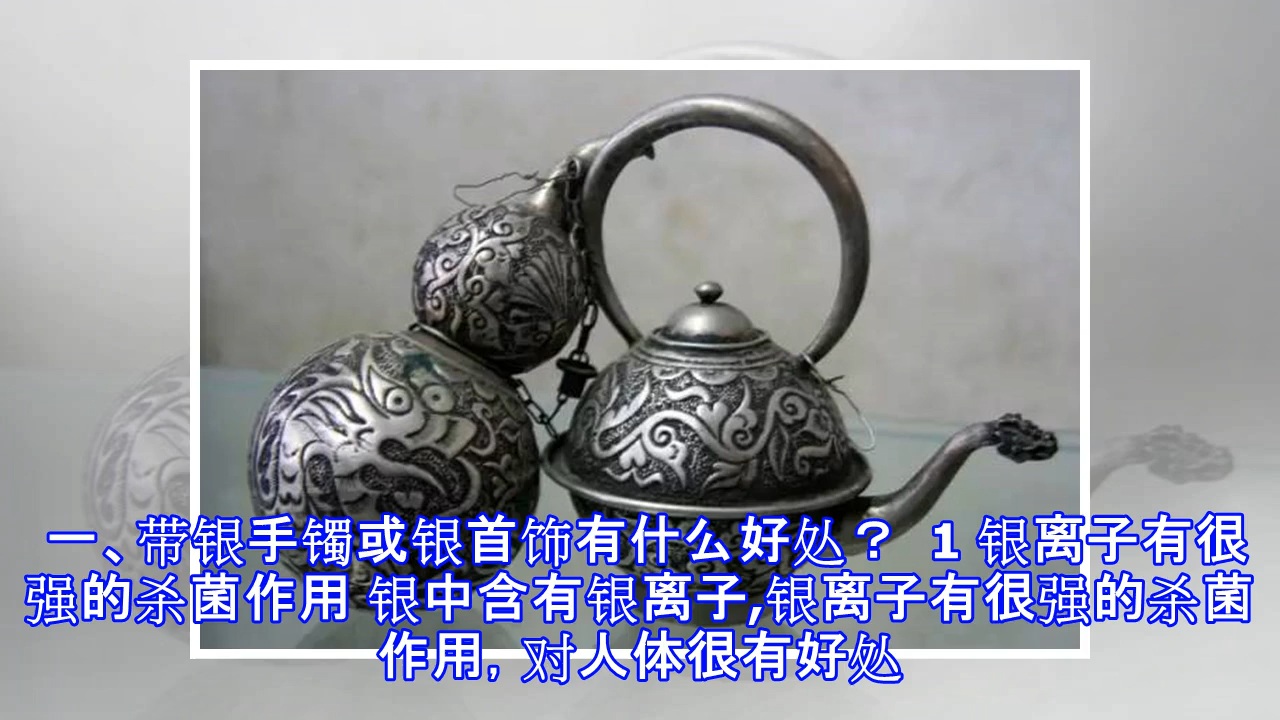 一、带银手镯或银首饰有什么好处？ 1 银离子有很
强的杀菌作用 银中含有银离子,银离子有很强的杀菌
作用，对人体很有好处